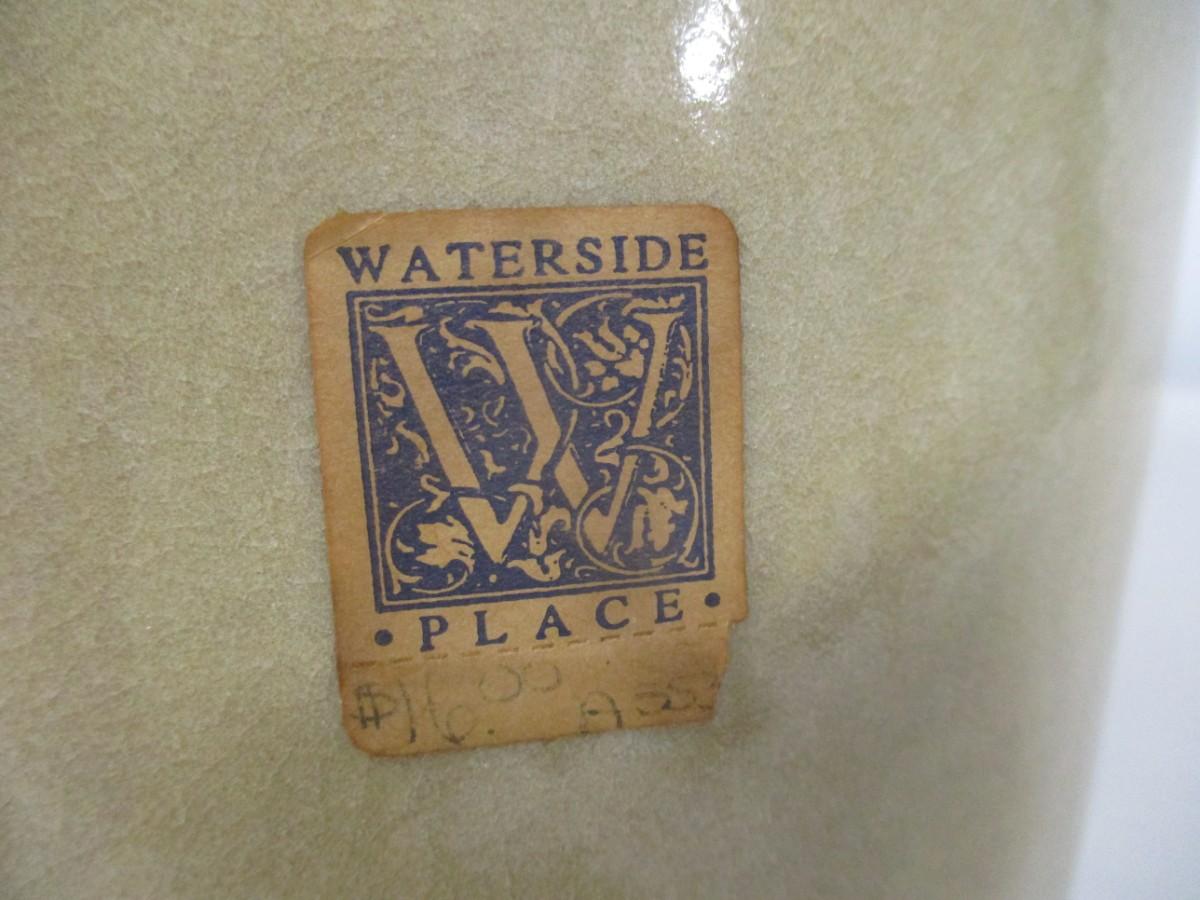 WATERSIDE
W
• PLACE •
$16.00